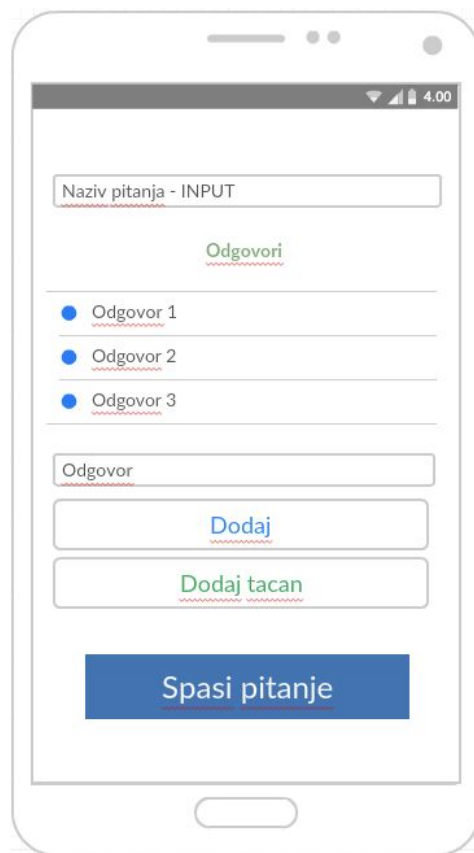 4.00
Naziv pitanja - INPUT
Odgovori
Odgovor 1
Odgovor 2
Odgovor 3
Odgovor
Dodaj
Dodaj tacan
Spasi pitanje